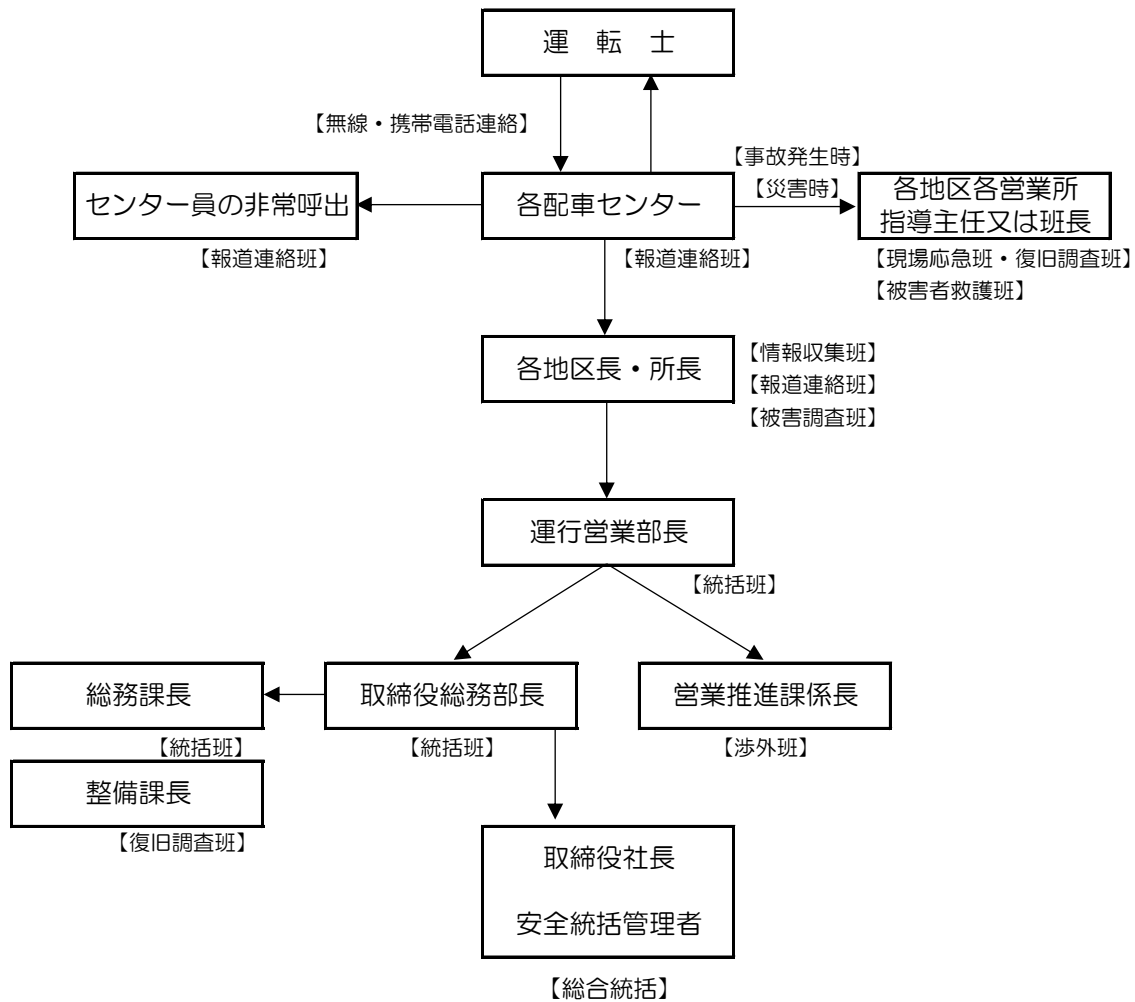 運　転　士
【無線・携帯電話連絡】
【事故発生時】
【災害時】
センター員の非常呼出
各配車センター
各地区各営業所
指導主任又は班長
【報道連絡班】
【報道連絡班】
【現場応急班・復旧調査班】
【被害者救護班】
各地区長・所長
【情報収集班】
【報道連絡班】
【被害調査班】
運行営業部長
【統括班】
総務課長
取締役総務部長
営業推進課係長
【統括班】
【統括班】
【渉外班】
整備課長
【復旧調査班】
取締役社長
安全統括管理者
【総合統括】